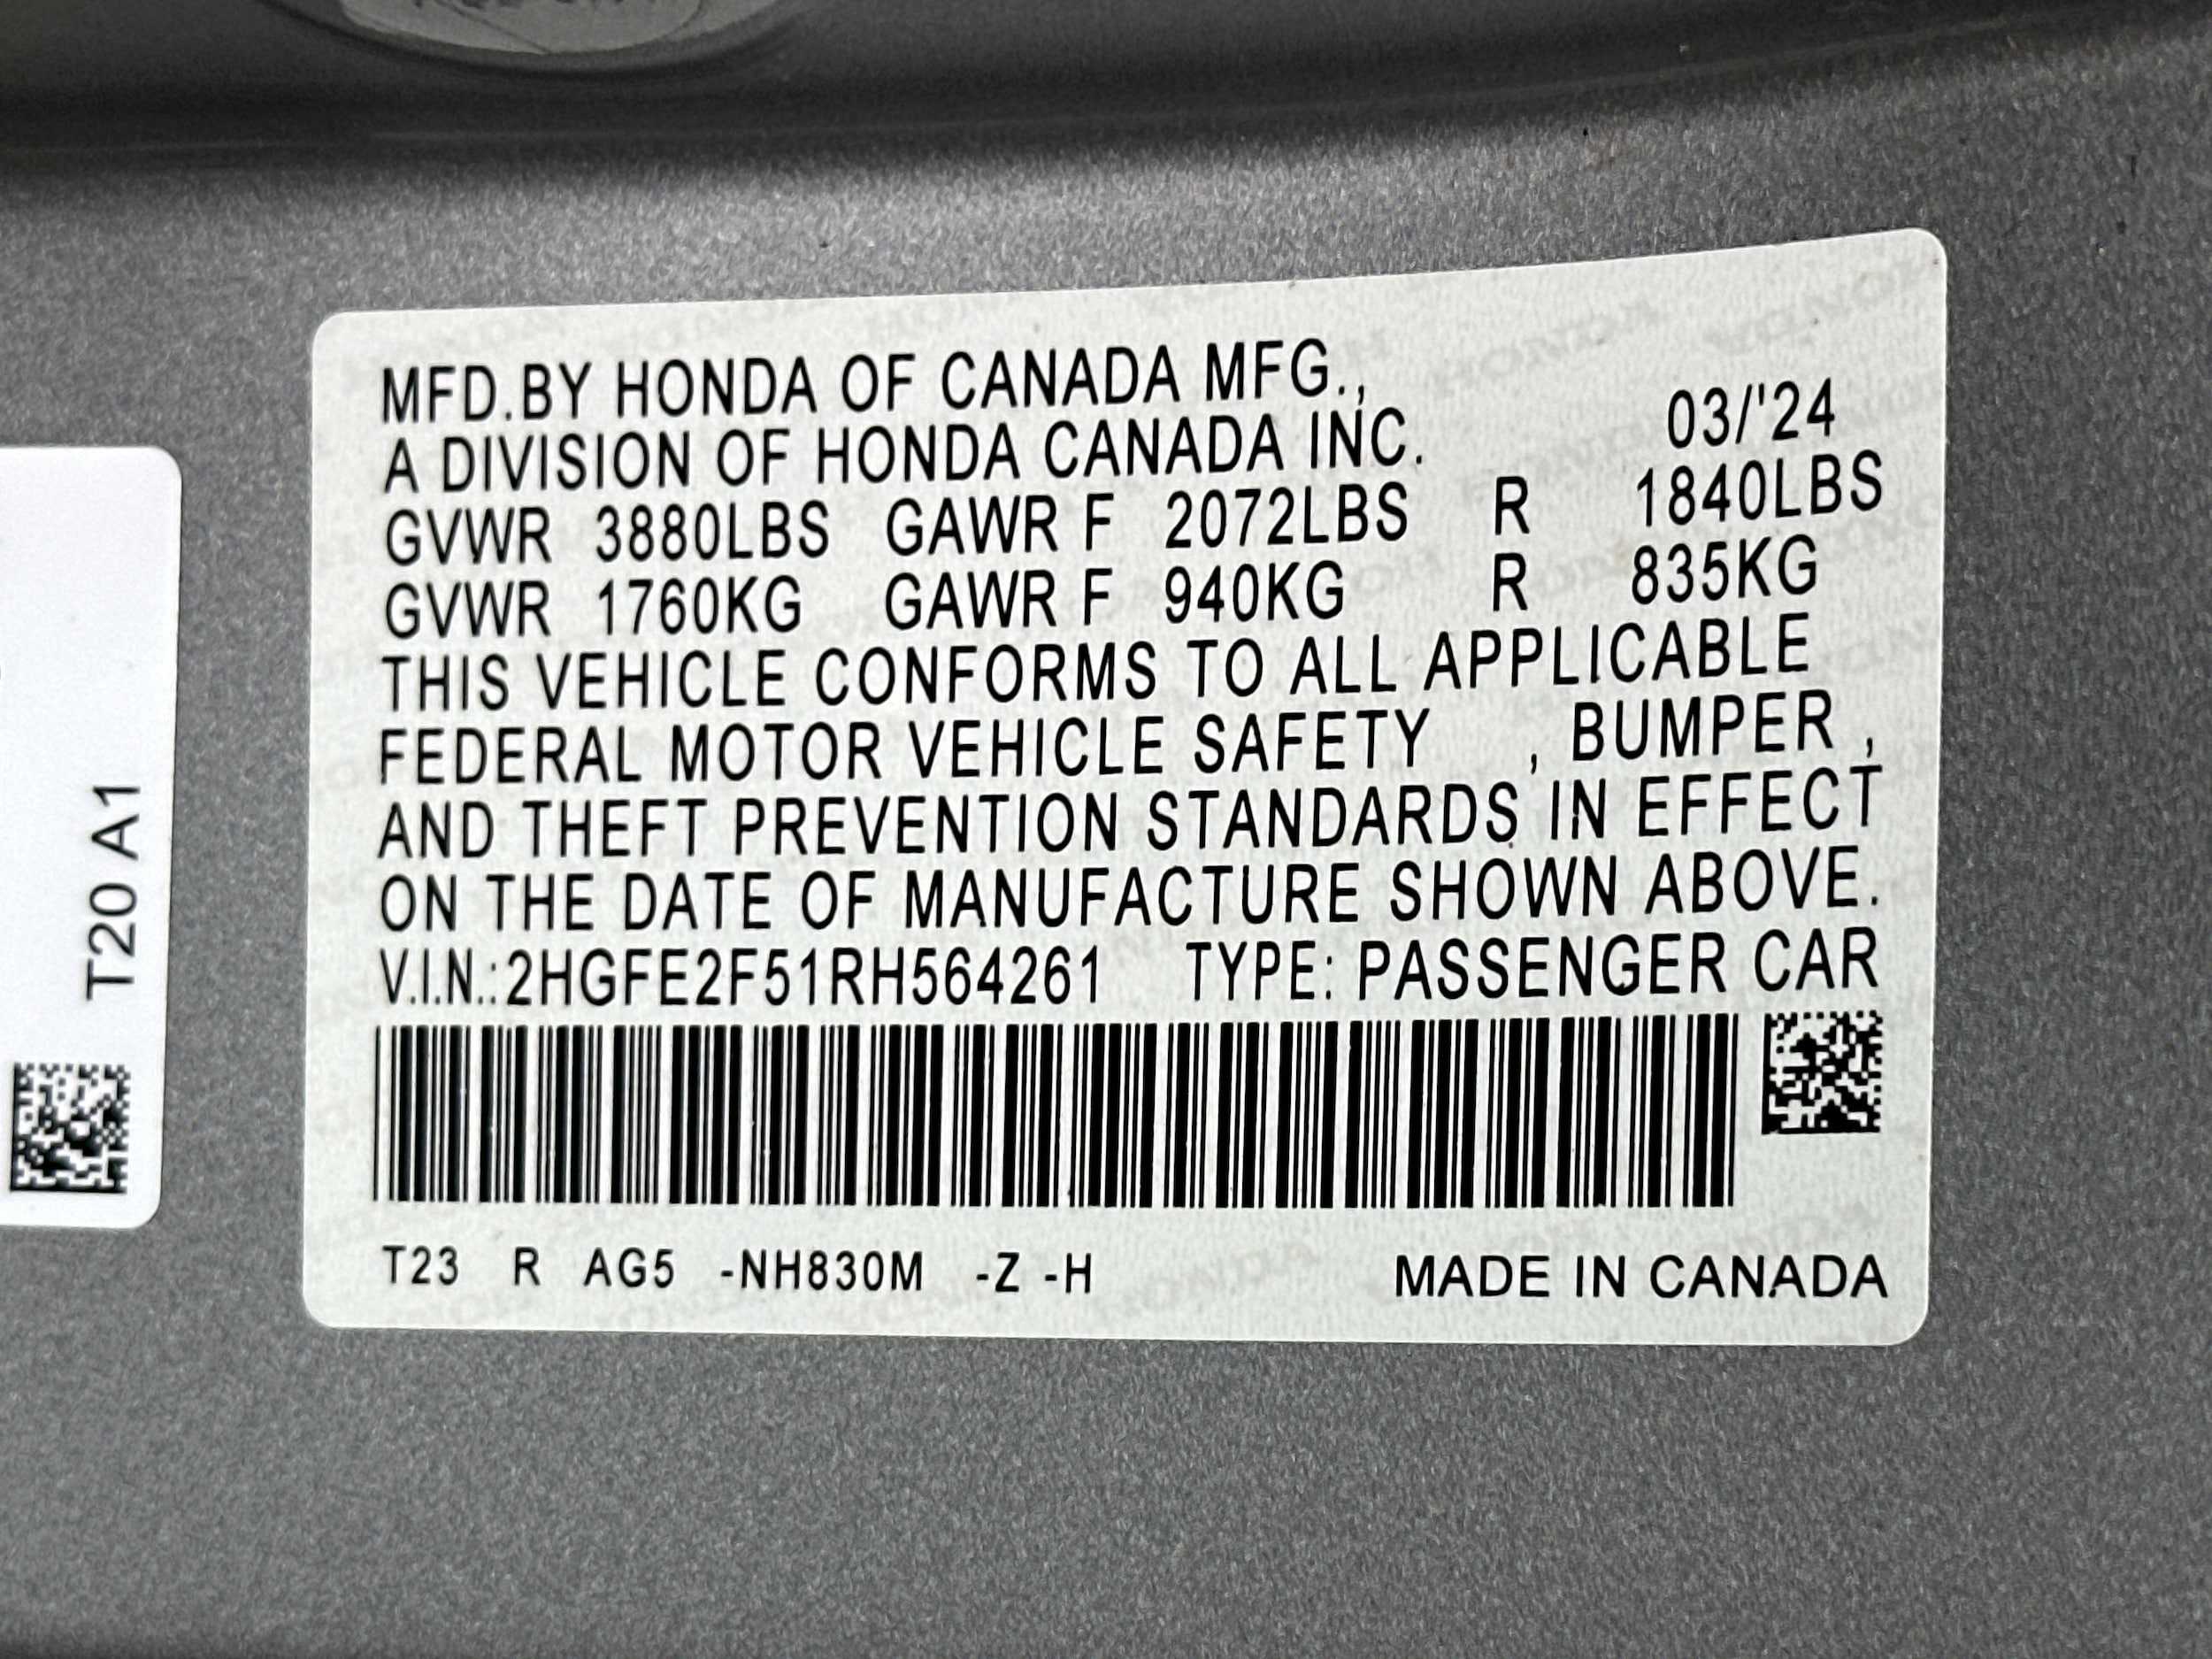 MFD.BY HONDA OF CANADA MFG.,
A DIVISION OF HONDA CANADA INC. 03/'24
GVWR 3880LBS GAWR F 2072LBS R 1840LBS
GVWR 1760KG GAWR F 940KG R 835KG
THIS VEHICLE CONFORMS TO ALL APPLICABLE
FEDERAL MOTOR VEHICLE SAFETY , BUMPER ,
AND THEFT PREVENTION STANDARDS IN EFFECT
ON THE DATE OF MANUFACTURE SHOWN ABOVE.
V.I.N.:2HGFE2F51RH564261 TYPE: PASSENGER CAR
T23 R AG5 -NH830M -Z -H MADE IN CANADA
T20 A1